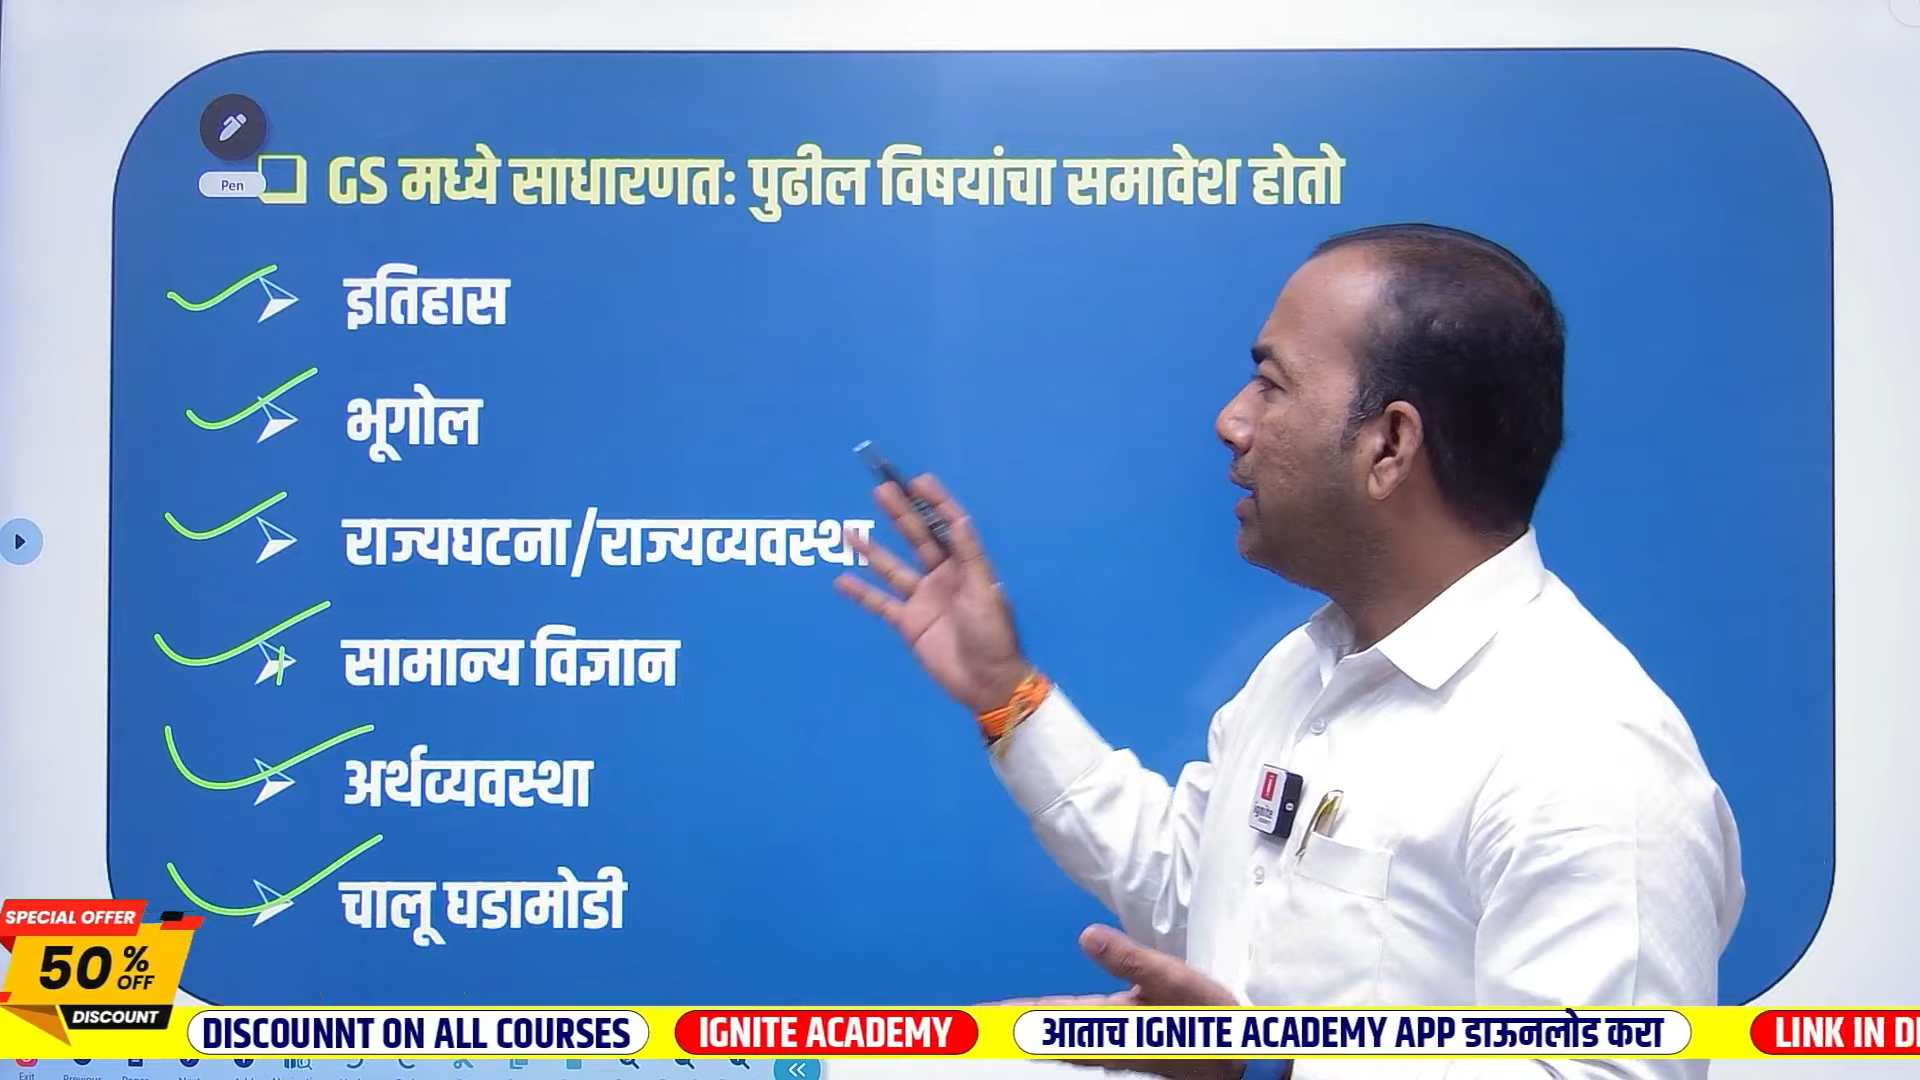 Pen
GS मध्ये साधारणतः पुढील विषयांचा समावेश होतो
इतिहास
भूगोल
राज्यघटना/राज्यव्यवस्था
सामान्य विज्ञान
अर्थव्यवस्था
चालू घडामोडी
ignite
SPECIAL OFFER
50 % OFF
DISCOUNT
DISCOUNNT ON ALL COURSES
IGNITE ACADEMY
आताच IGNITE ACADEMY APP डाऊनलोड करा
LINK IN